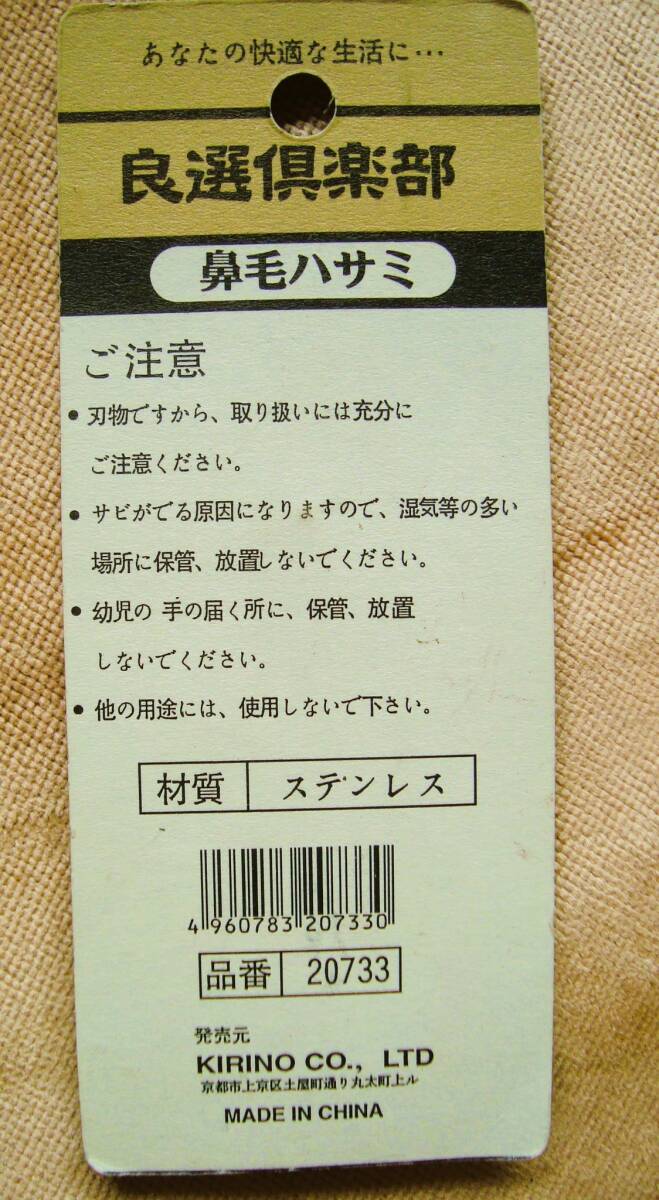 あなたの快適な生活に…
良選倶楽部
鼻毛ハサミ
ご注意
・刃物ですから、取り扱いには充分に
ご注意ください。
・サビがでる原因になりますので、湿気等の多い
場所に保管、放置しないでください。
・幼児の 手の届く所に、保管、放置
しないでください。
・他の用途には、使用しないで下さい。
材質 ステンレス
4 960783 207330
品番 20733
発売元
KIRINO CO., LTD
京都市上京区土屋町通り丸太町上ル
MADE IN CHINA